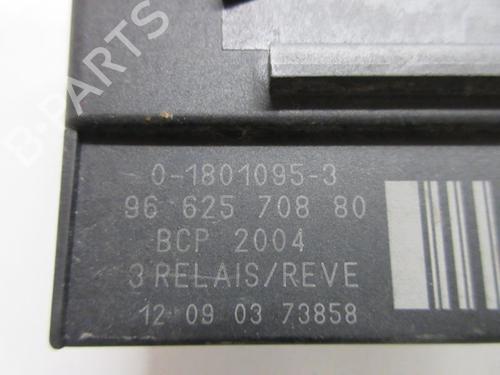 B-PARTS
0-1801095-3
96 625 708 80
BCP 2004
3 RELAIS/REVE
12 09 03 73858